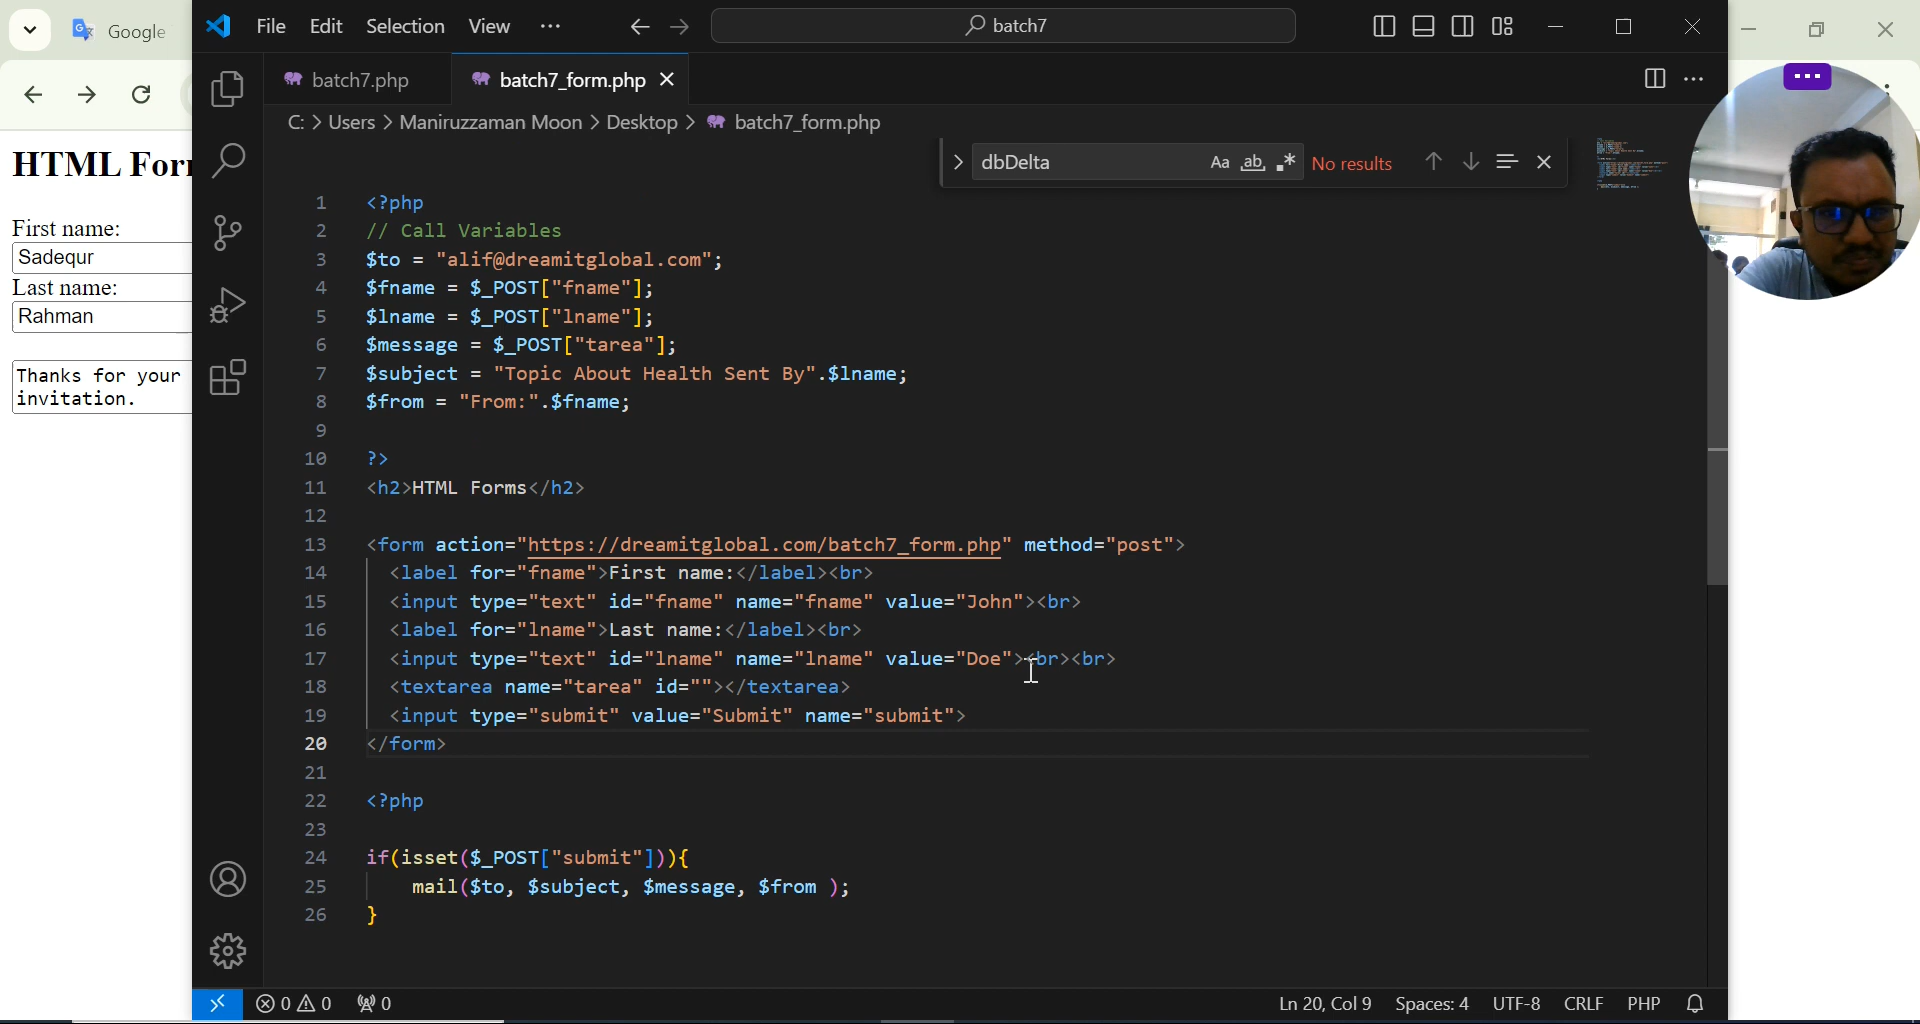 Google
File Edit Selection View ··· batch7
batch7.php batch7_form.php
C: > Users > Maniruzzaman Moon > Desktop > batch7_form.php
dbDelta Aa ab .* No results
HTML For
First name:
Sadequr
Last name:
Rahman
Thanks for your
invitation.
1 <?php
2 // Call Variables
3 $to = "alif@dreamitglobal.com";
4 $fname = $_POST["fname"];
5 $lname = $_POST["lname"];
6 $message = $_POST["tarea"];
7 $subject = "Topic About Health Sent By".$lname;
8 $from = "From:".$fname;
9
10 ?>
11 <h2>HTML Forms</h2>
12
13 <form action="https://dreamitglobal.com/batch7_form.php" method="post">
14 <label for="fname">First name:</label><br>
15 <input type="text" id="fname" name="fname" value="John"><br>
16 <label for="lname">Last name:</label><br>
17 <input type="text" id="lname" name="lname" value="Doe"><br><br>
18 <textarea name="tarea" id=""></textarea>
19 <input type="submit" value="Submit" name="submit">
20 </form>
21
22 <?php
23
24 if(isset($_POST["submit"])){
25 mail($to, $subject, $message, $from );
26 }
0 0 0 Ln 20, Col 9 Spaces: 4 UTF-8 CRLF PHP